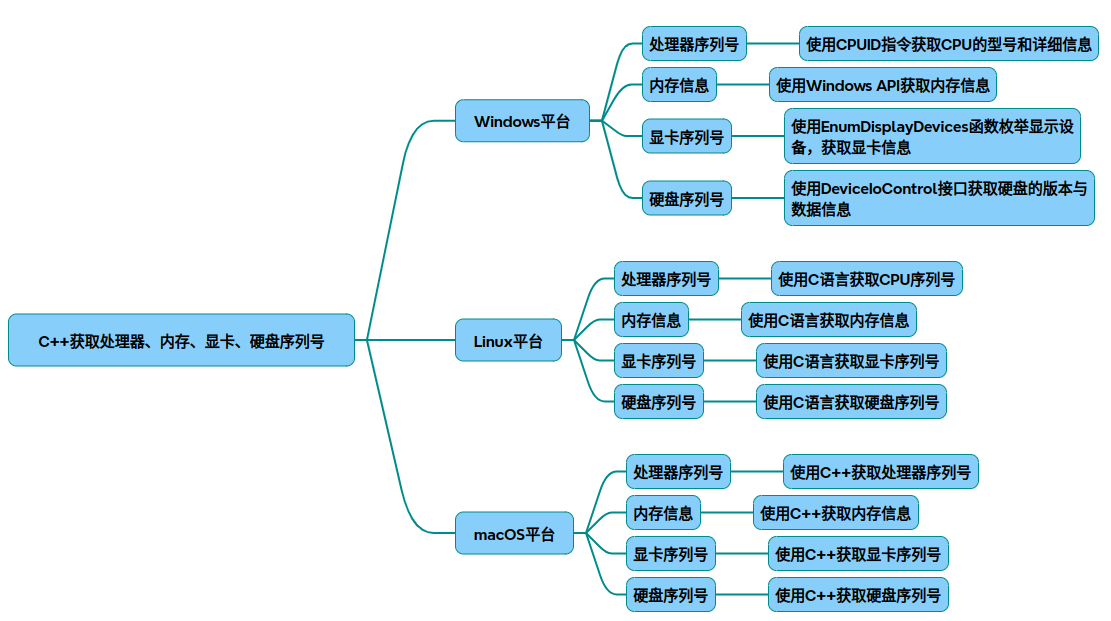 C++获取处理器、内存、显卡、硬盘序列号
Windows平台
处理器序列号
使用CPUID指令获取CPU的型号和详细信息
内存信息
使用Windows API获取内存信息
显卡序列号
使用EnumDisplayDevices函数枚举显示设
备，获取显卡信息
硬盘序列号
使用DeviceIoControl接口获取硬盘的版本与
数据信息
Linux平台
处理器序列号
使用C语言获取CPU序列号
内存信息
使用C语言获取内存信息
显卡序列号
使用C语言获取显卡序列号
硬盘序列号
使用C语言获取硬盘序列号
macOS平台
处理器序列号
使用C++获取处理器序列号
内存信息
使用C++获取内存信息
显卡序列号
使用C++获取显卡序列号
硬盘序列号
使用C++获取硬盘序列号